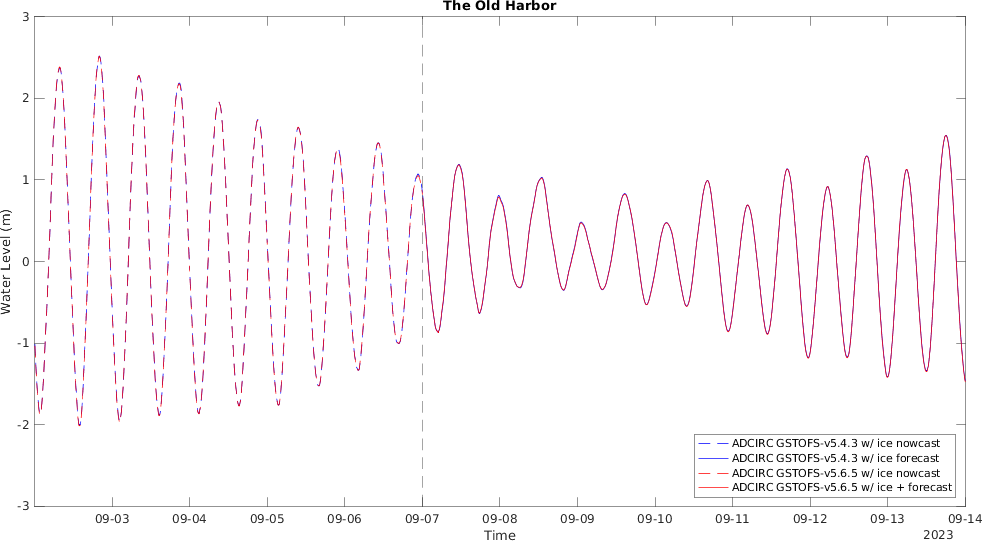 The Old Harbor
3
2
1
0
-1
-2
-3
Water Level (m)
ADCIRC GSTOFS-v5.4.3 w/ ice nowcast
ADCIRC GSTOFS-v5.4.3 w/ ice forecast
ADCIRC GSTOFS-v5.6.5 w/ ice nowcast
ADCIRC GSTOFS-v5.6.5 w/ ice + forecast
09-03 09-04 09-05 09-06 09-07 09-08 09-09 09-10 09-11 09-12 09-13 09-14
Time
2023